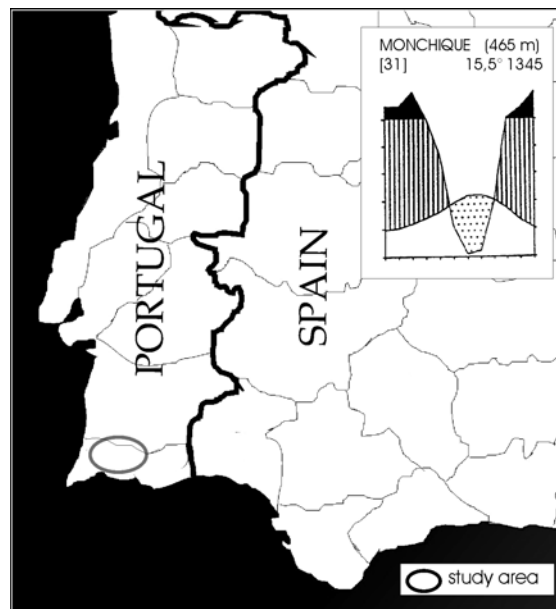 MONCHIQUE (465 m)
[31] 15,5° 1345
PORTUGAL
SPAIN
study area